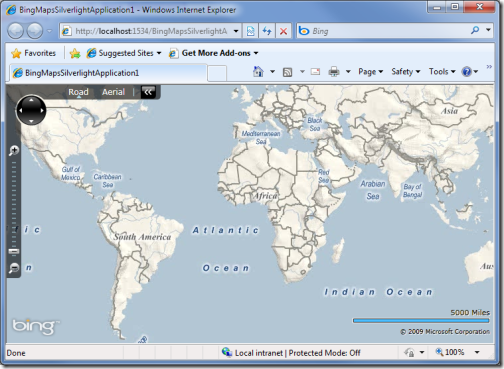 BingMapsSilverlightApplication1 - Windows Internet Explorer
http://localhost:1534/BingMapsSilverlightA
Bing
Favorites
Suggested Sites
Get More Add-ons
BingMapsSilverlightApplication1
Page
Safety
Tools
Road
Aerial
Asia
Black
Sea
Mediterranean
Sea
Gulf of
Mexico
Caribbean
Sea
Red
Sea
Arabian
Sea
Bay of
Bengal
Africa
South America
Atlantic
Ocean
Indian Ocean
ic
n
5000 Miles
bing™
© 2009 Microsoft Corporation
Done
Local intranet | Protected Mode: Off
100%